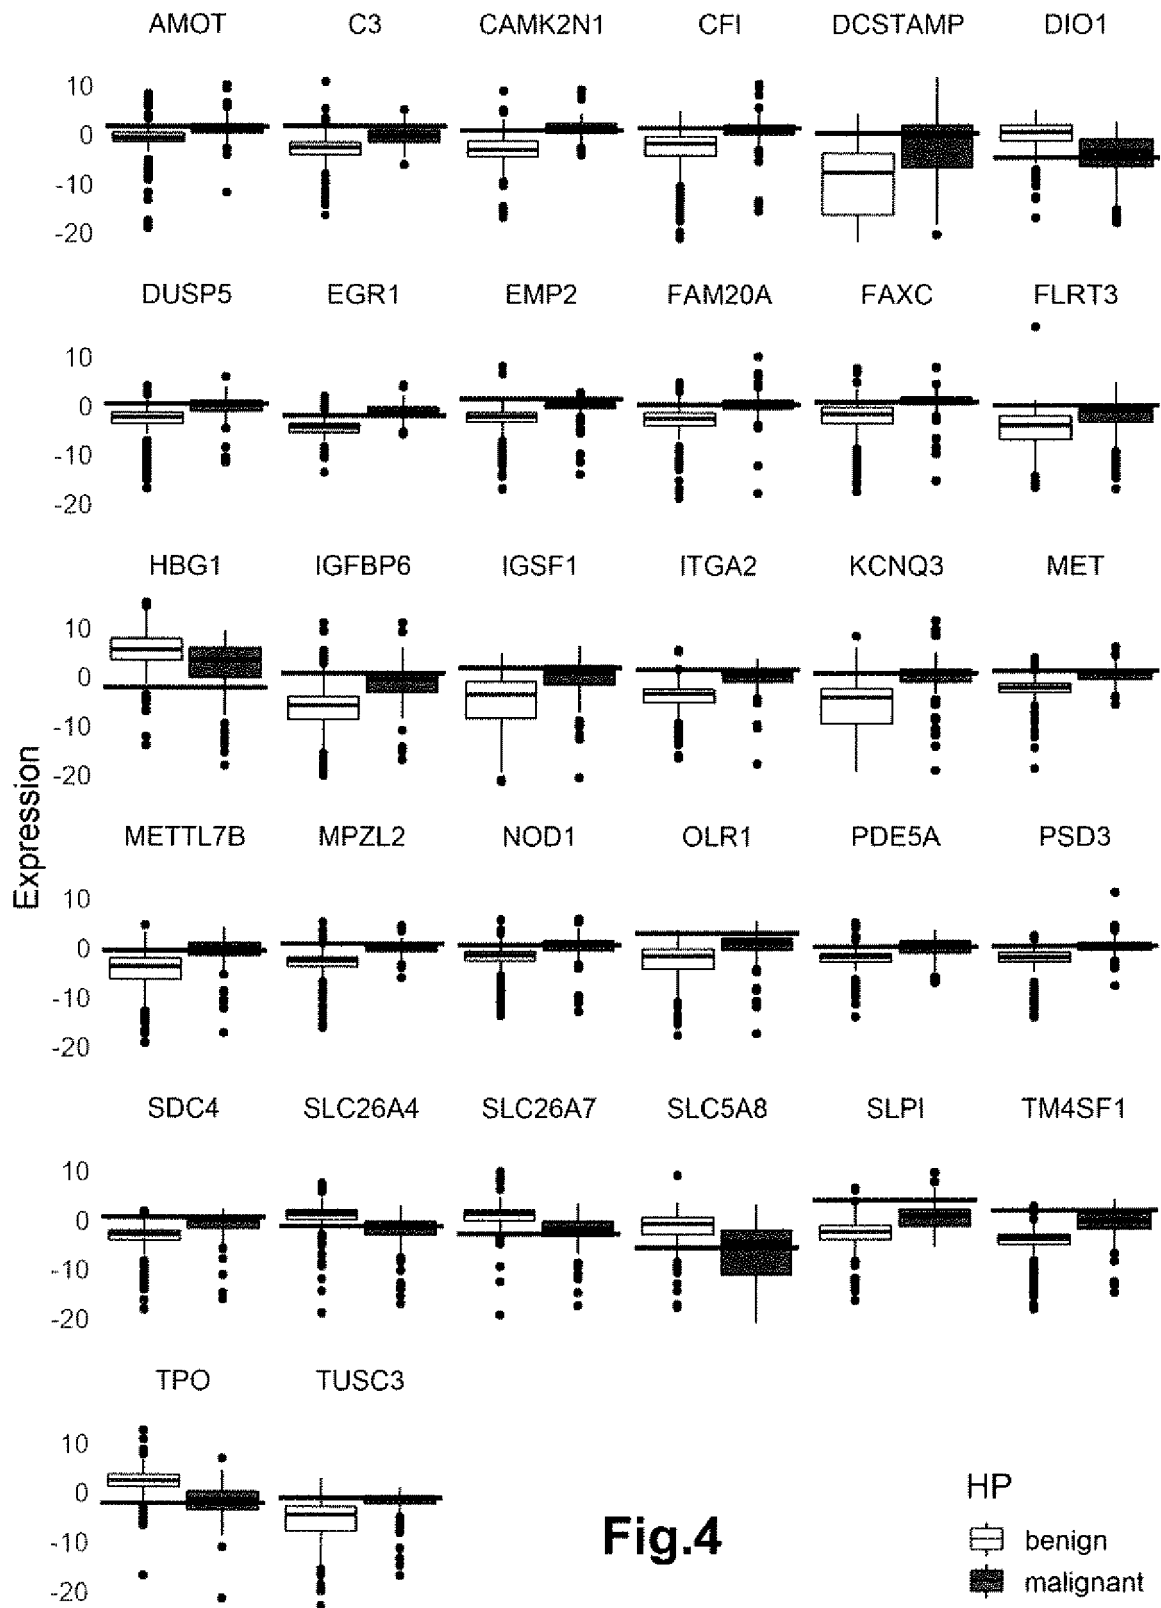 AMOT C3 CAMK2N1 CFI DCSTAMP DIO1
10
0
-10
-20
DUSP5 EGR1 EMP2 FAM20A FAXC FLRT3
10
0
-10
-20
HBG1 IGFBP6 IGSF1 ITGA2 KCNQ3 MET
10
0
-10
-20
Expression
METTL7B MPZL2 NOD1 OLR1 PDE5A PSD3
10
0
-10
-20
SDC4 SLC26A4 SLC26A7 SLC5A8 SLPI TM4SF1
10
0
-10
-20
TPO TUSC3
10
0
-10
-20
Fig.4
HP
benign
malignant